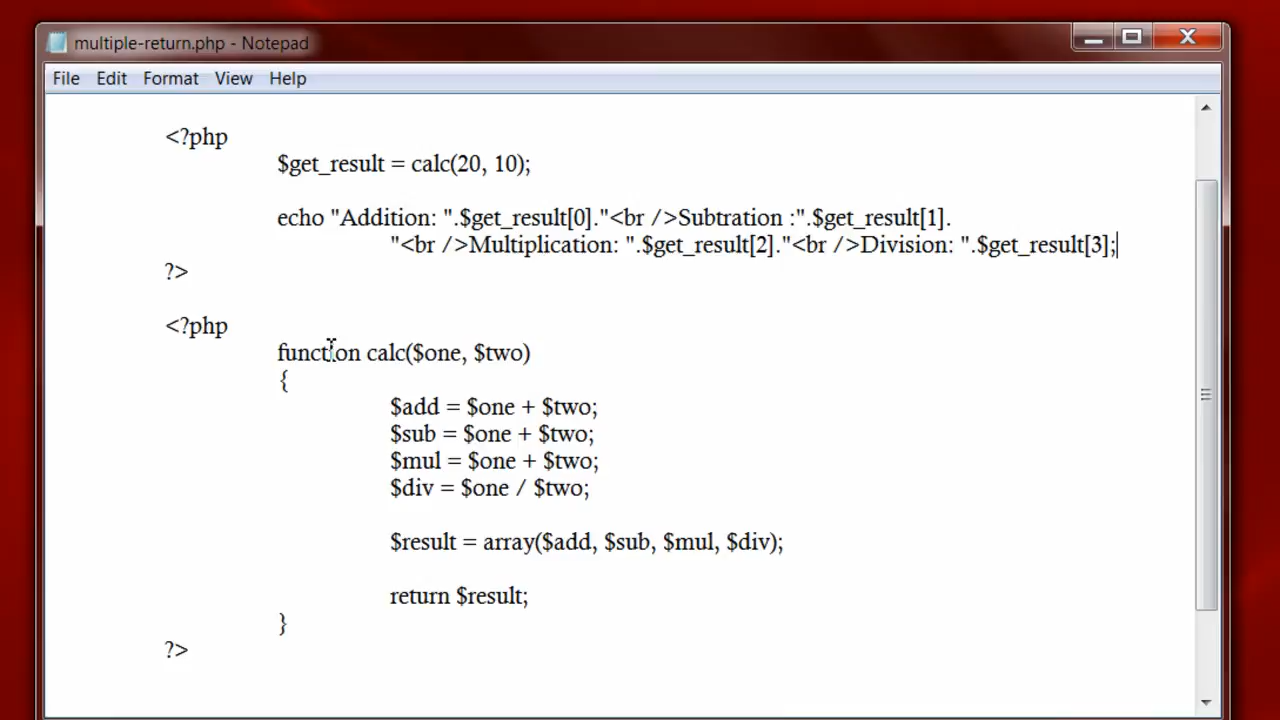 multiple-return.php - Notepad
File Edit Format View Help
<?php
$get_result = calc(20, 10);
echo "Addition: ".$get_result[0]."<br />Subtration :".$get_result[1].
"<br />Multiplication: ".$get_result[2]."<br />Division: ".$get_result[3];
?>
<?php
function calc($one, $two)
{
$add = $one + $two;
$sub = $one + $two;
$mul = $one + $two;
$div = $one / $two;
$result = array($add, $sub, $mul, $div);
return $result;
}
?>